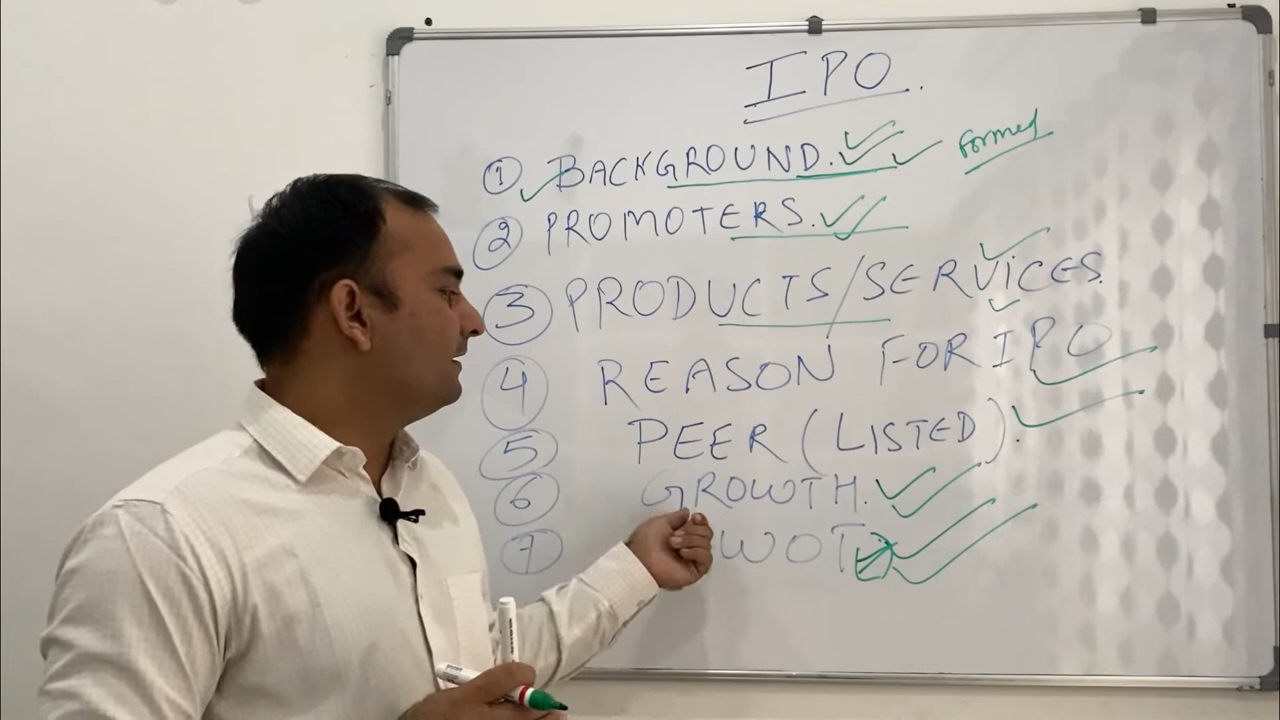 IPO.
① BACKGROUND. Formed
② PROMOTERS.
③ PRODUCTS/SERVICES.
④ REASON FOR IPO
⑤ PEER (LISTED).
⑥ GROWTH.
⑦ WOT